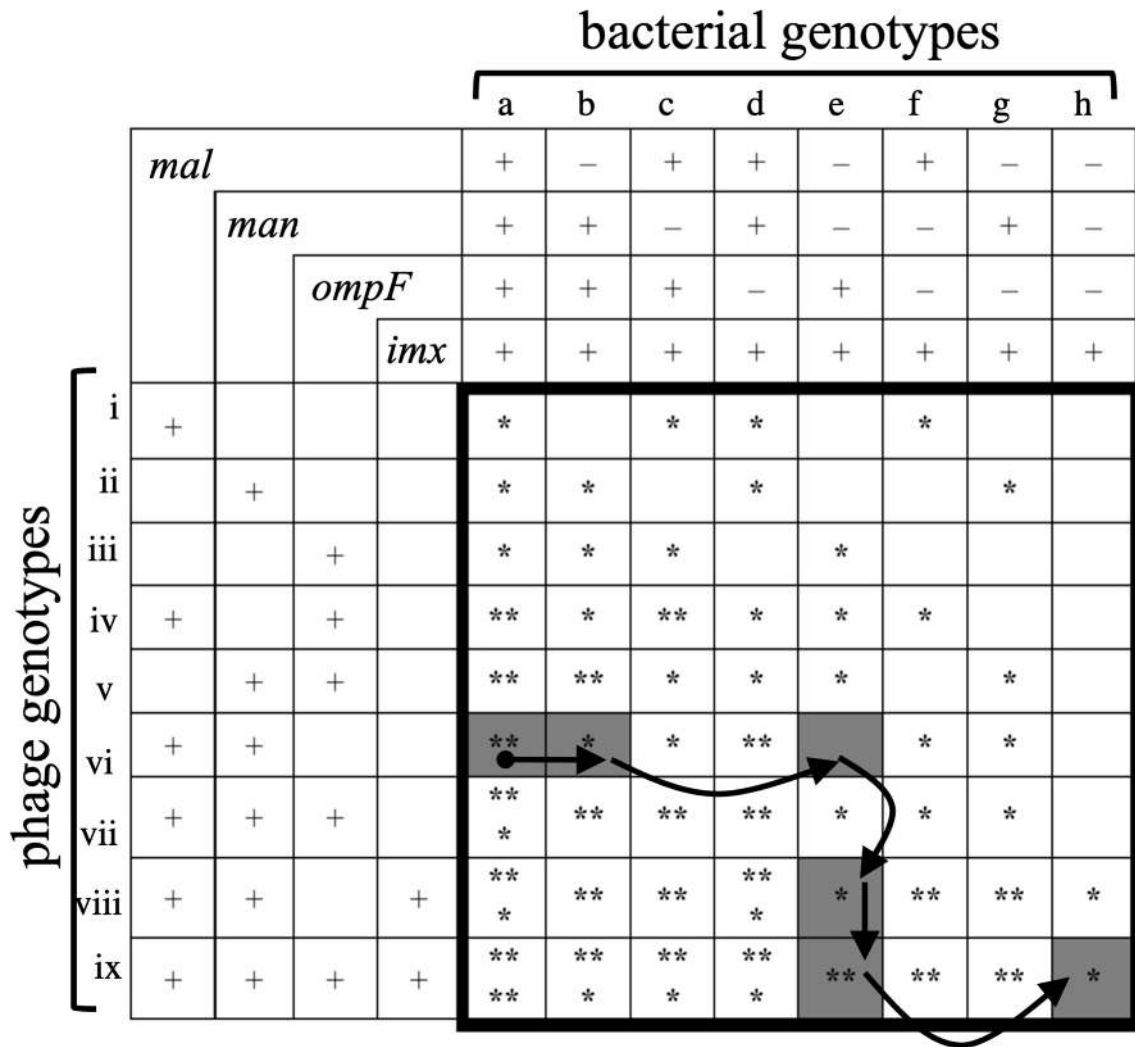 bacterial genotypes
a b c d e f g h
mal + – + + – + – –
man + + – + – – + –
ompF + + + – + – – –
imx + + + + + + + +
phage genotypes
i + * * * *
ii + * * * *
iii + * * * *
iv + + ** * ** * * *
v + + ** ** * * * *
vi + + ** * * ** * *
vii + + + *** ** ** ** * * *
viii + + + *** ** ** *** * ** ** *
ix + + + + **** *** *** *** ** ** ** *